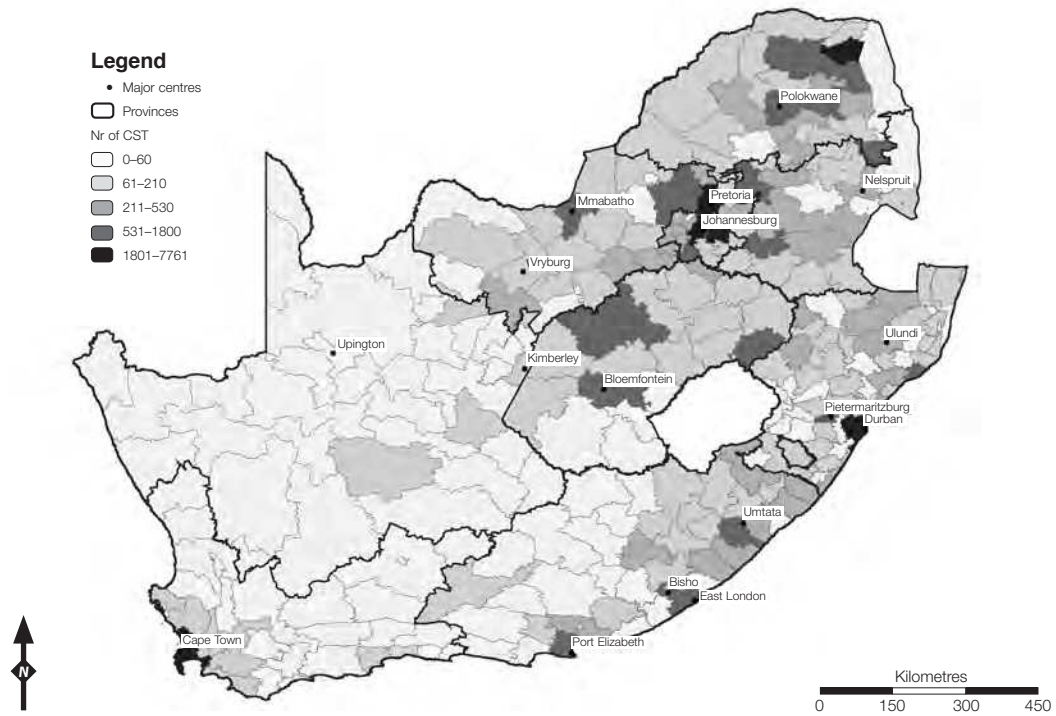 Legend
Major centres
Provinces
Nr of CST
0–60
61–210
211–530
531–1800
1801–7761
Polokwane
Nelspruit
Pretoria
Mmabatho
Johannesburg
Vryburg
Ulundi
Upington
Kimberley
Bloemfontein
Pietermaritzburg
Durban
Umtata
Bisho
East London
Cape Town
Port Elizabeth
N
Kilometres
0 150 300 450